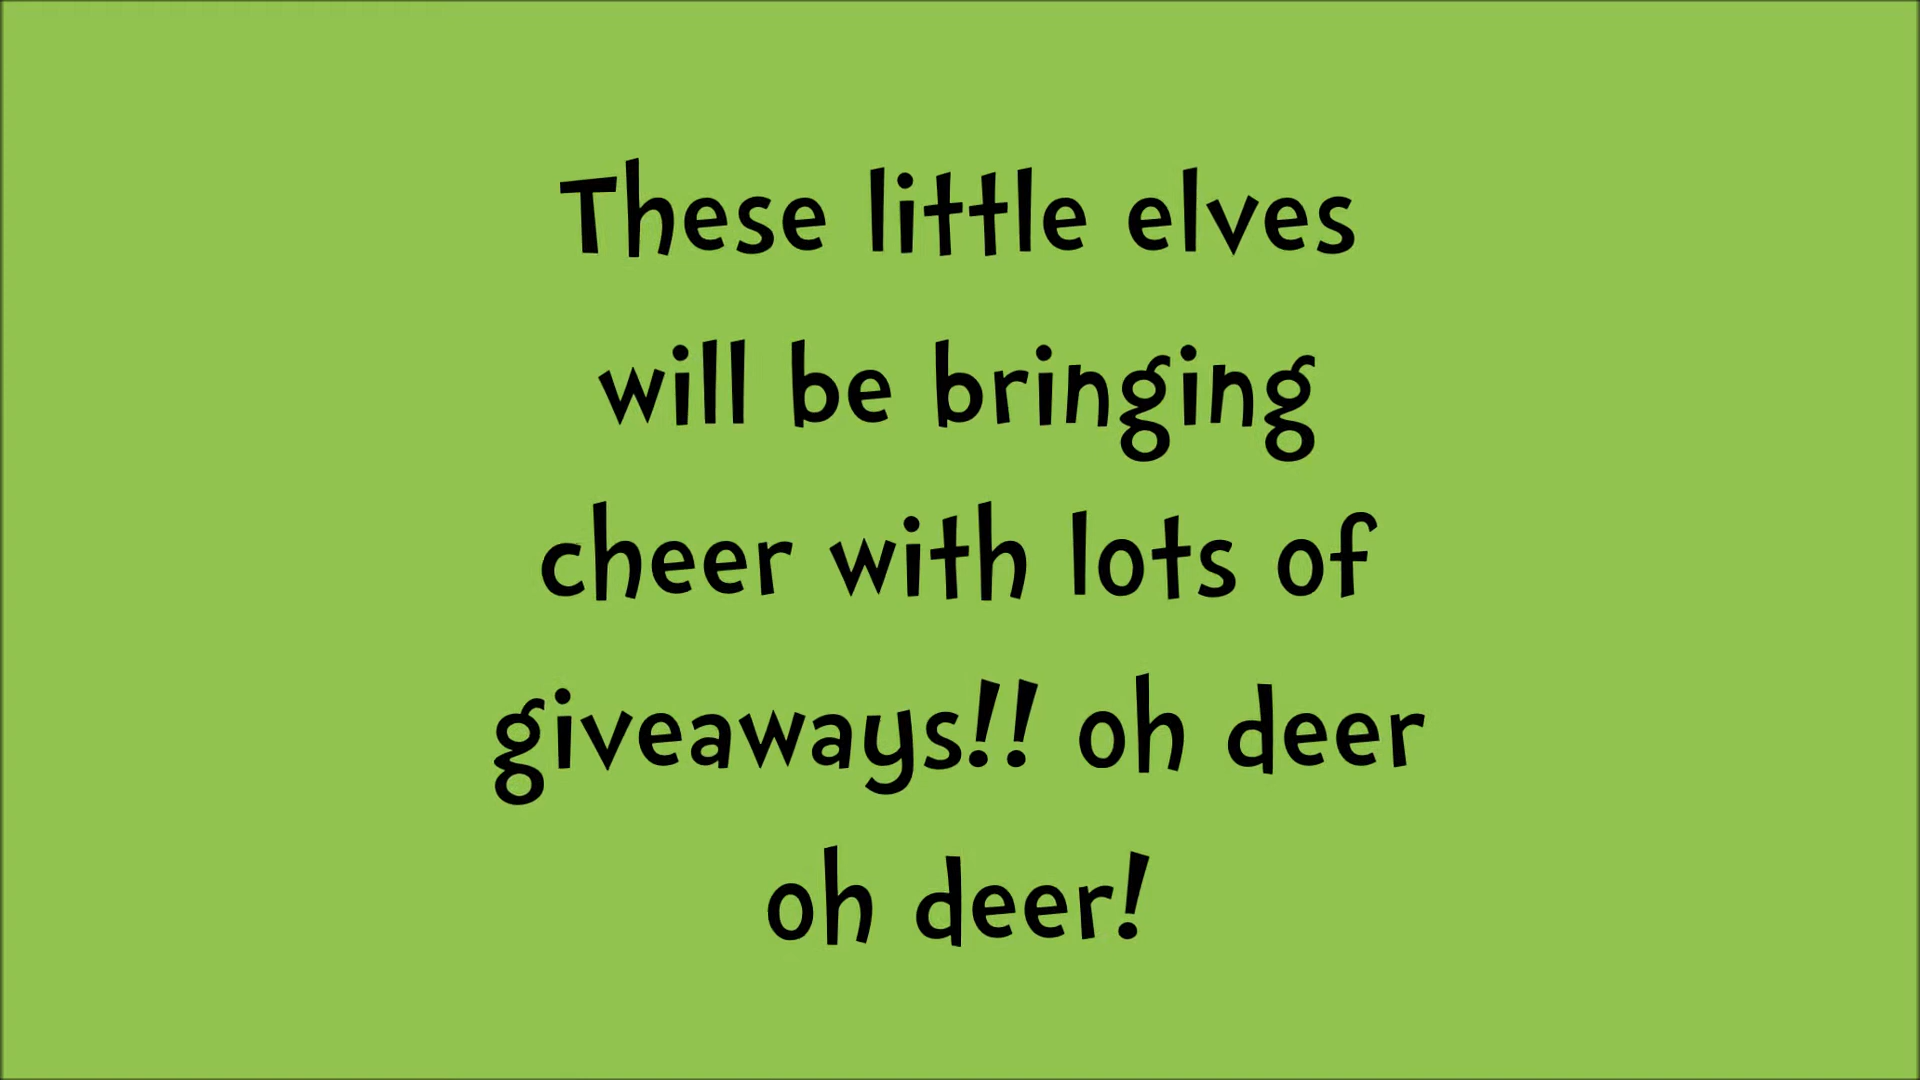 These little elves
will be bringing
cheer with lots of
giveaways!! oh deer
oh deer!